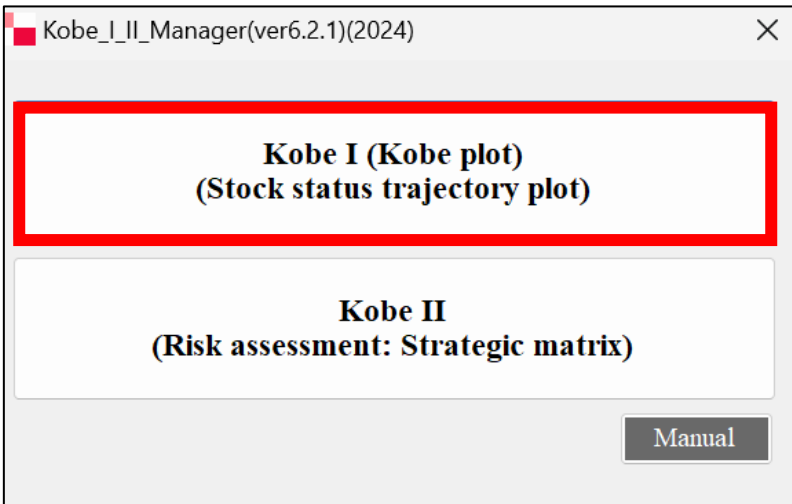 Kobe_I_II_Manager(ver6.2.1)(2024)
Kobe I (Kobe plot)
(Stock status trajectory plot)
Kobe II
(Risk assessment: Strategic matrix)
Manual